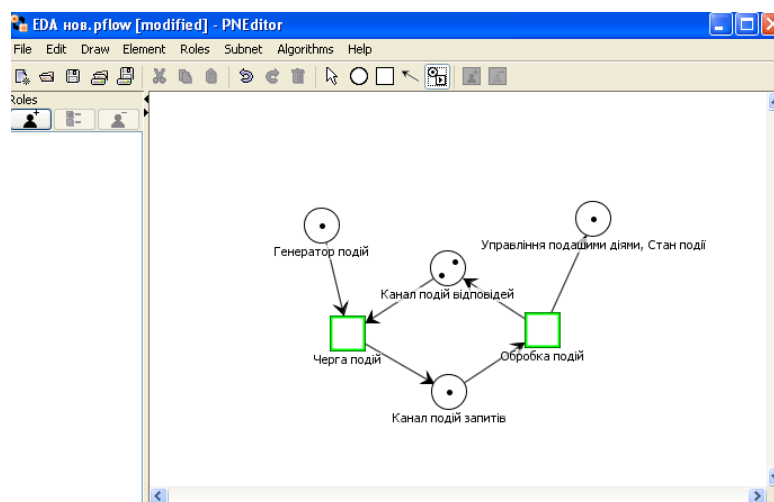 EDA нов.pflow [modified] - PNEditor
File Edit Draw Element Roles Subnet Algorithms Help
Roles
Генератор подій
Управління подашими діями, Стан події
Канал подій відповідей
Черга подій
Обробка подій
Канал подій запитів